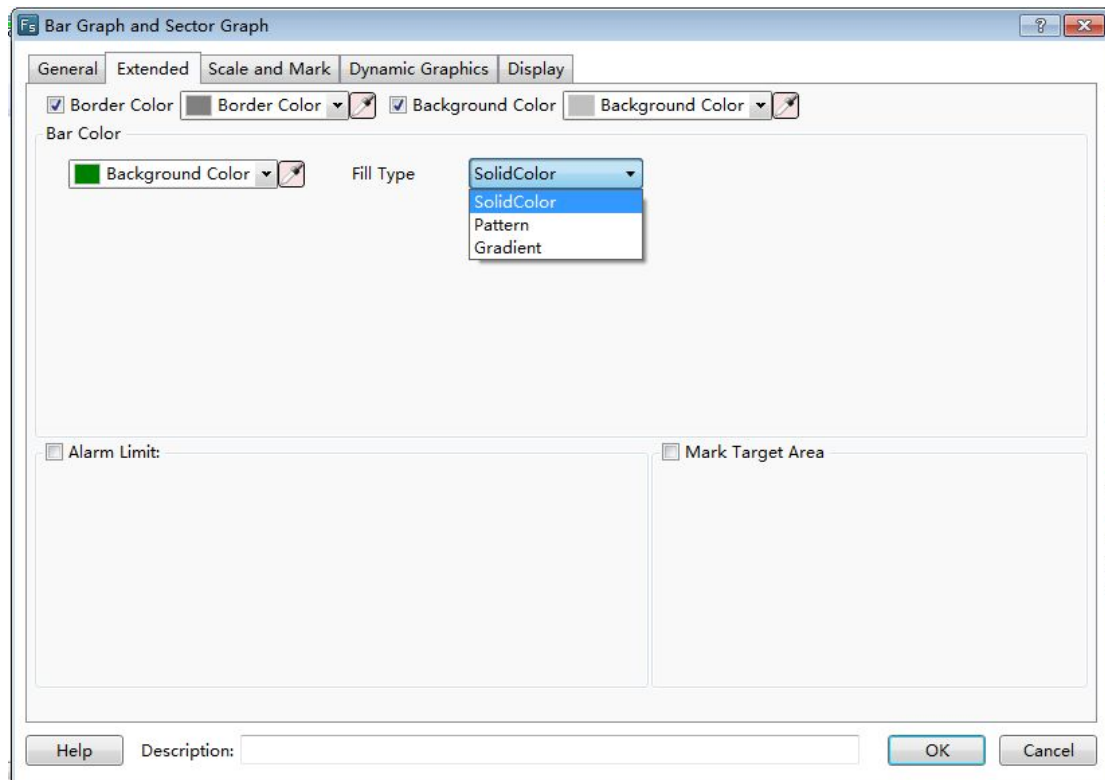 Fs Bar Graph and Sector Graph ?
General Extended Scale and Mark Dynamic Graphics Display
Border Color Border Color Background Color Background Color
Bar Color
Background Color Fill Type SolidColor
SolidColor
Pattern
Gradient
Alarm Limit: Mark Target Area
Help Description: OK Cancel